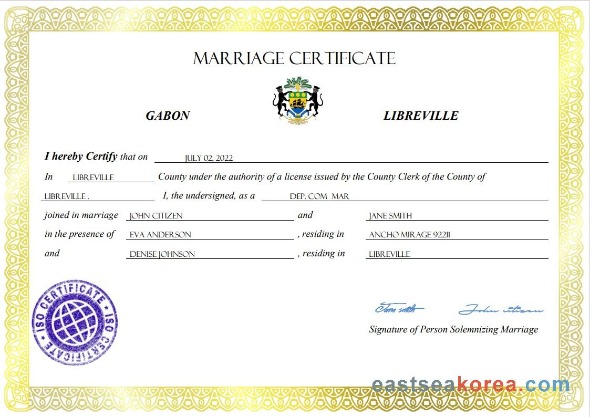 MARRIAGE CERTIFICATE
GABON LIBREVILLE
I hereby Certify that on JULY 02, 2022
In LIBREVILLE County under the authority of a license issued by the County Clerk of the County of
LIBREVILLE , I, the undersigned, as a DEP. COM MAR
joined in marriage JOHN CITIZEN and JANE SMITH
in the presence of EVA ANDERSON , residing in ANCHO MIRAGE 92211
and DENISE JOHNSON , residing in LIBREVILLE
ISO CERTIFICATE · ISO CERTIFICATE ·
John citizen
Signature of Person Solemnizing Marriage
eastseakorea.com